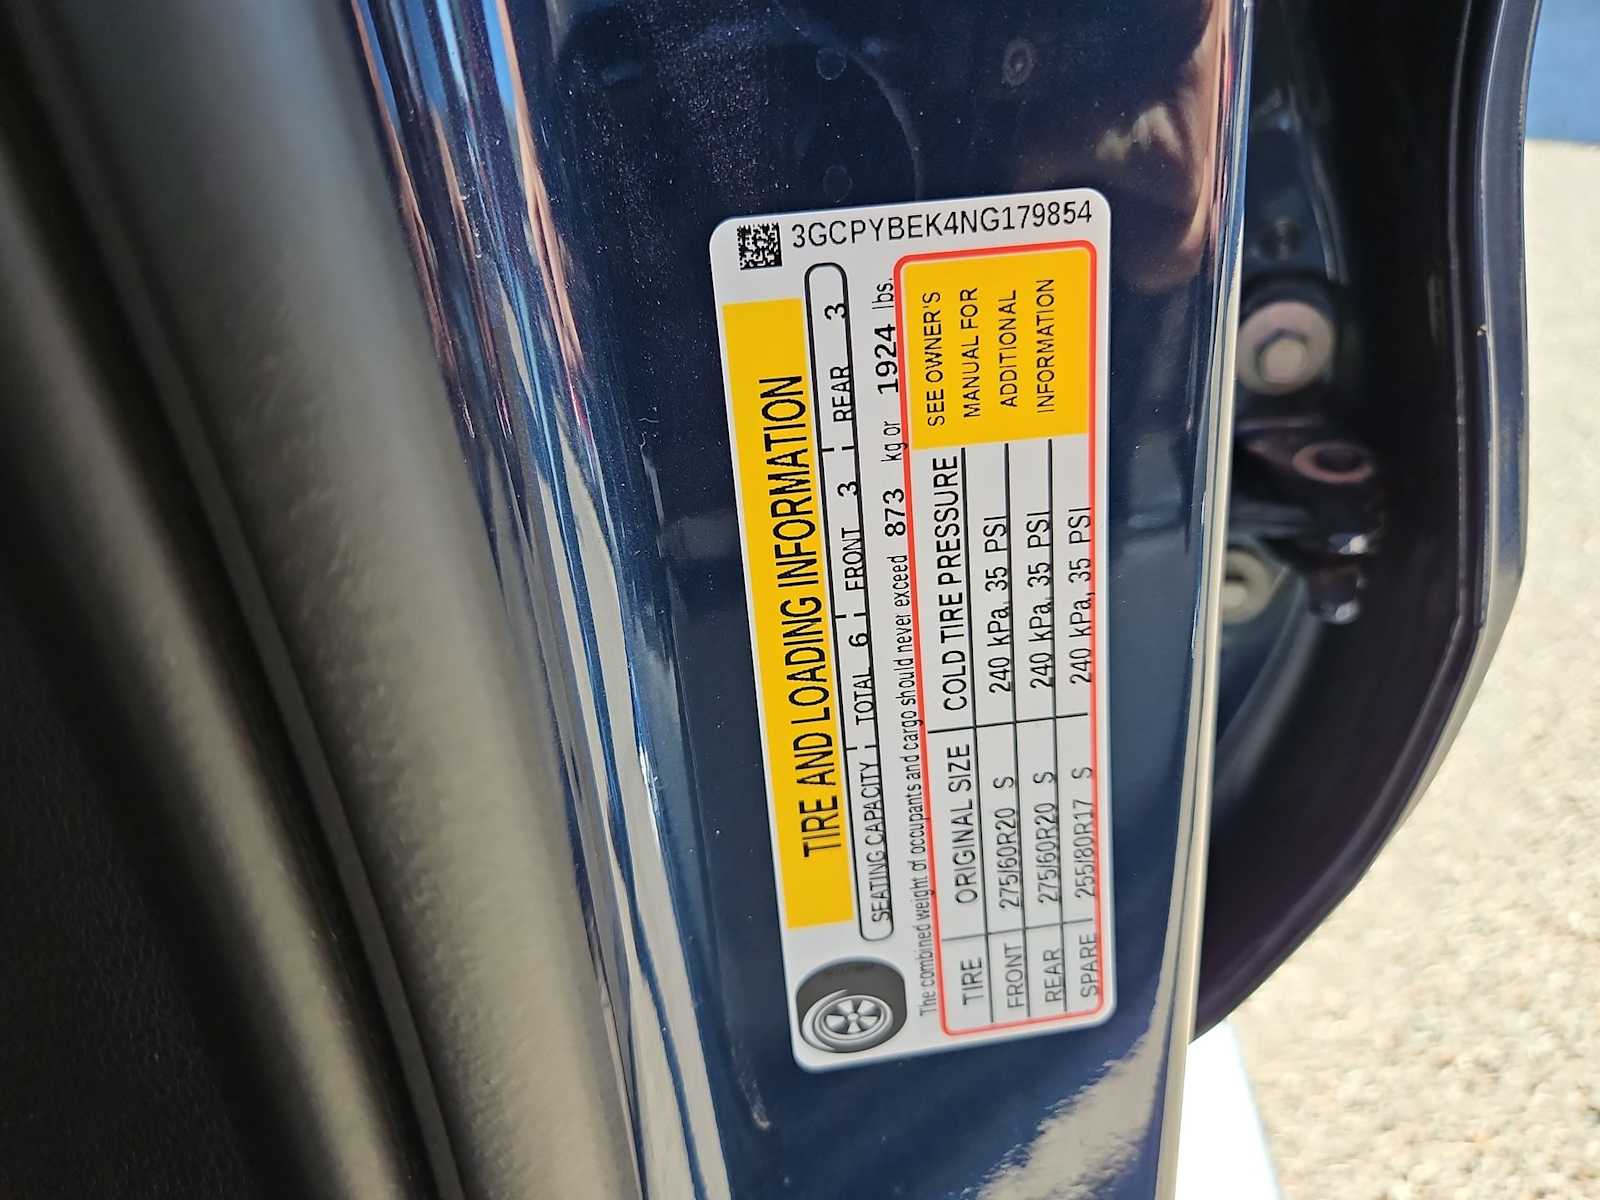 3GCPYBEK4NG179854
TIRE AND LOADING INFORMATION
SEATING CAPACITY TOTAL 6 FRONT 3 REAR 3
The combined weight of occupants and cargo should never exceed 873 kg or 1924 lbs.
TIRE ORIGINAL SIZE COLD TIRE PRESSURE
FRONT 275/60R20 S 240 kPa, 35 PSI
REAR 275/60R20 S 240 kPa, 35 PSI
SPARE 255/80R17 S 240 kPa, 35 PSI
SEE OWNER'S
MANUAL FOR
ADDITIONAL
INFORMATION